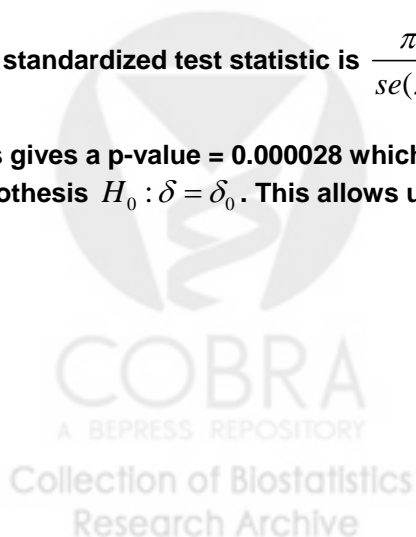 standardized test statistic is π
se(
s gives a p-value = 0.000028 which
othesis H₀ : δ = δ₀. This allows u
COBRA
A BEPRESS REPOSITORY
Collection of Biostatistics
Research Archive